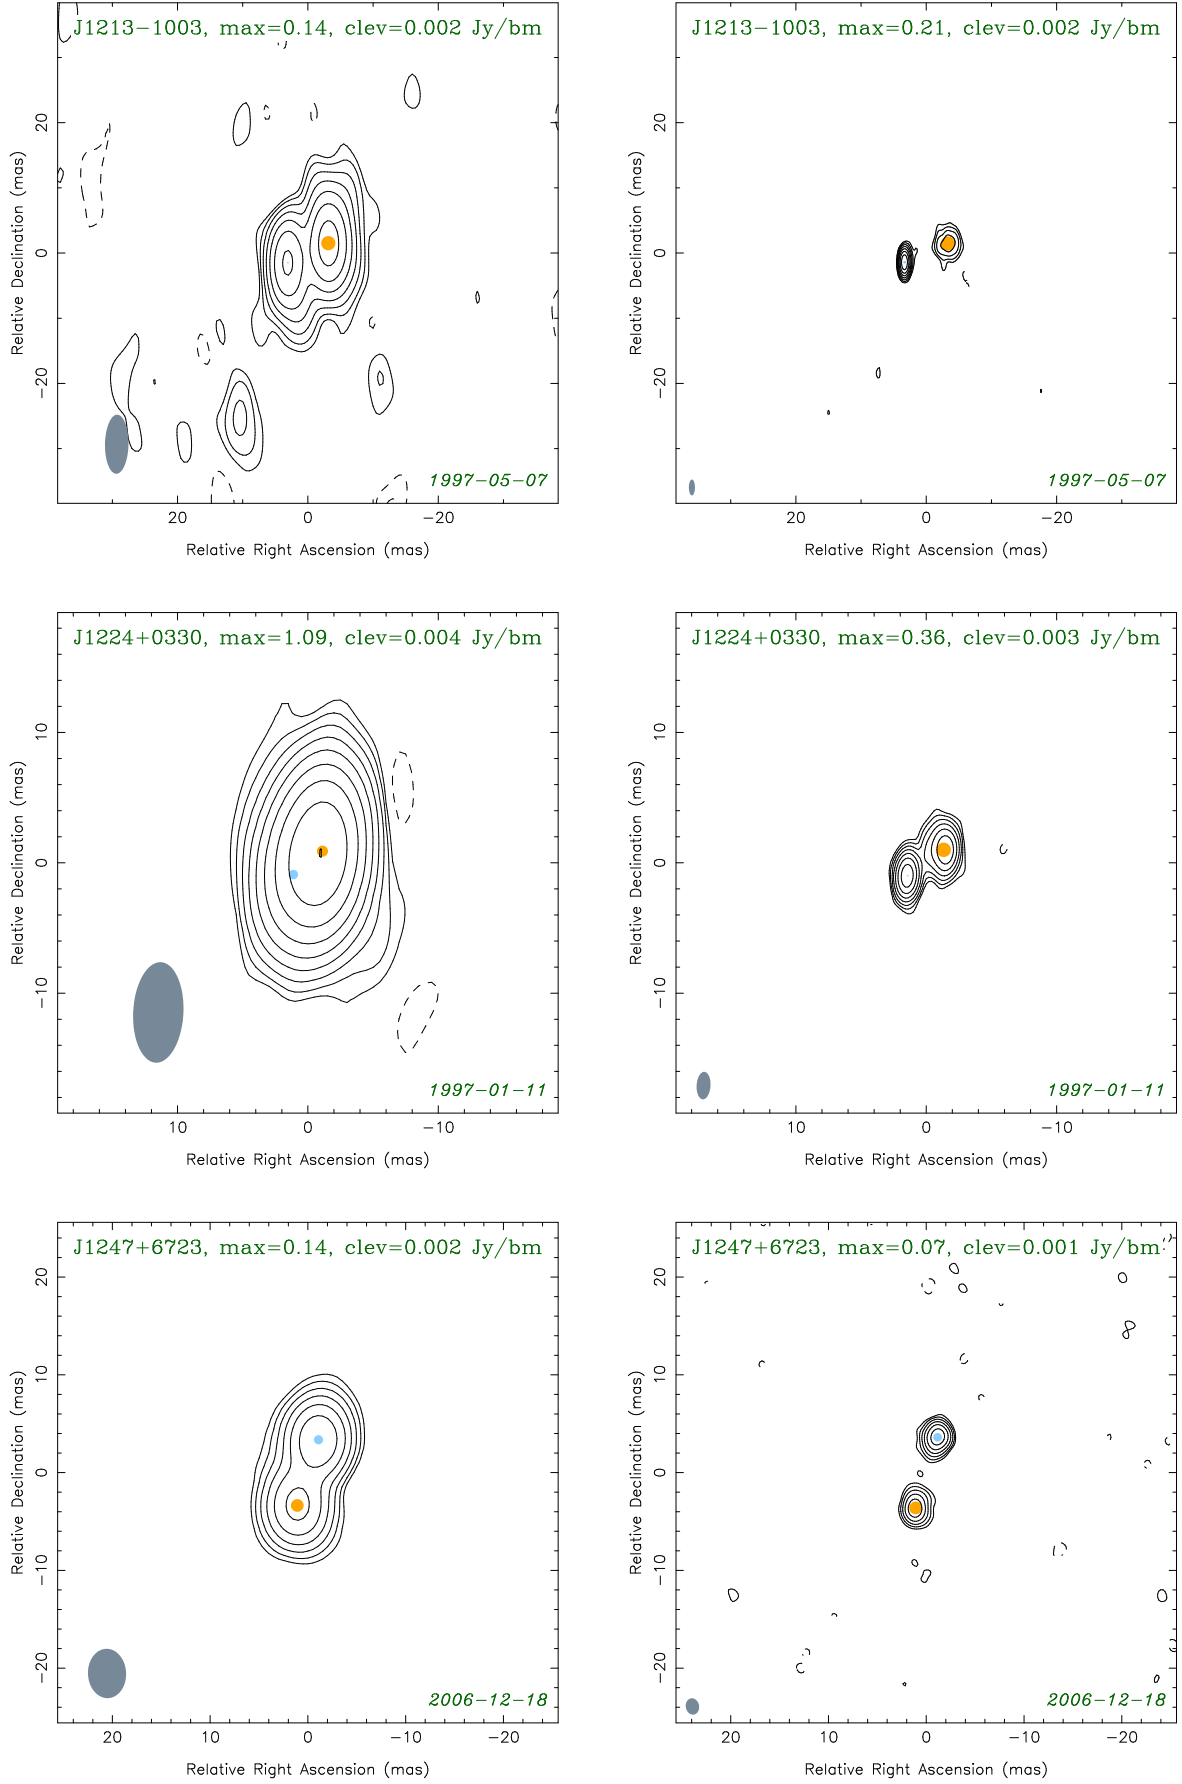 J1213−1003, max=0.14, clev=0.002 Jy/bm
Relative Declination (mas)
20
0
−20
1997−05−07
20 0 −20
Relative Right Ascension (mas)
J1213−1003, max=0.21, clev=0.002 Jy/bm
Relative Declination (mas)
20
0
−20
1997−05−07
20 0 −20
Relative Right Ascension (mas)
J1224+0330, max=1.09, clev=0.004 Jy/bm
Relative Declination (mas)
10
0
−10
1997−01−11
10 0 −10
Relative Right Ascension (mas)
J1224+0330, max=0.36, clev=0.003 Jy/bm
Relative Declination (mas)
10
0
−10
1997−01−11
10 0 −10
Relative Right Ascension (mas)
J1247+6723, max=0.14, clev=0.002 Jy/bm
Relative Declination (mas)
20
10
0
−10
−20
2006−12−18
20 10 0 −10 −20
Relative Right Ascension (mas)
J1247+6723, max=0.07, clev=0.001 Jy/bm
Relative Declination (mas)
20
10
0
−10
−20
2006−12−18
20 10 0 −10 −20
Relative Right Ascension (mas)